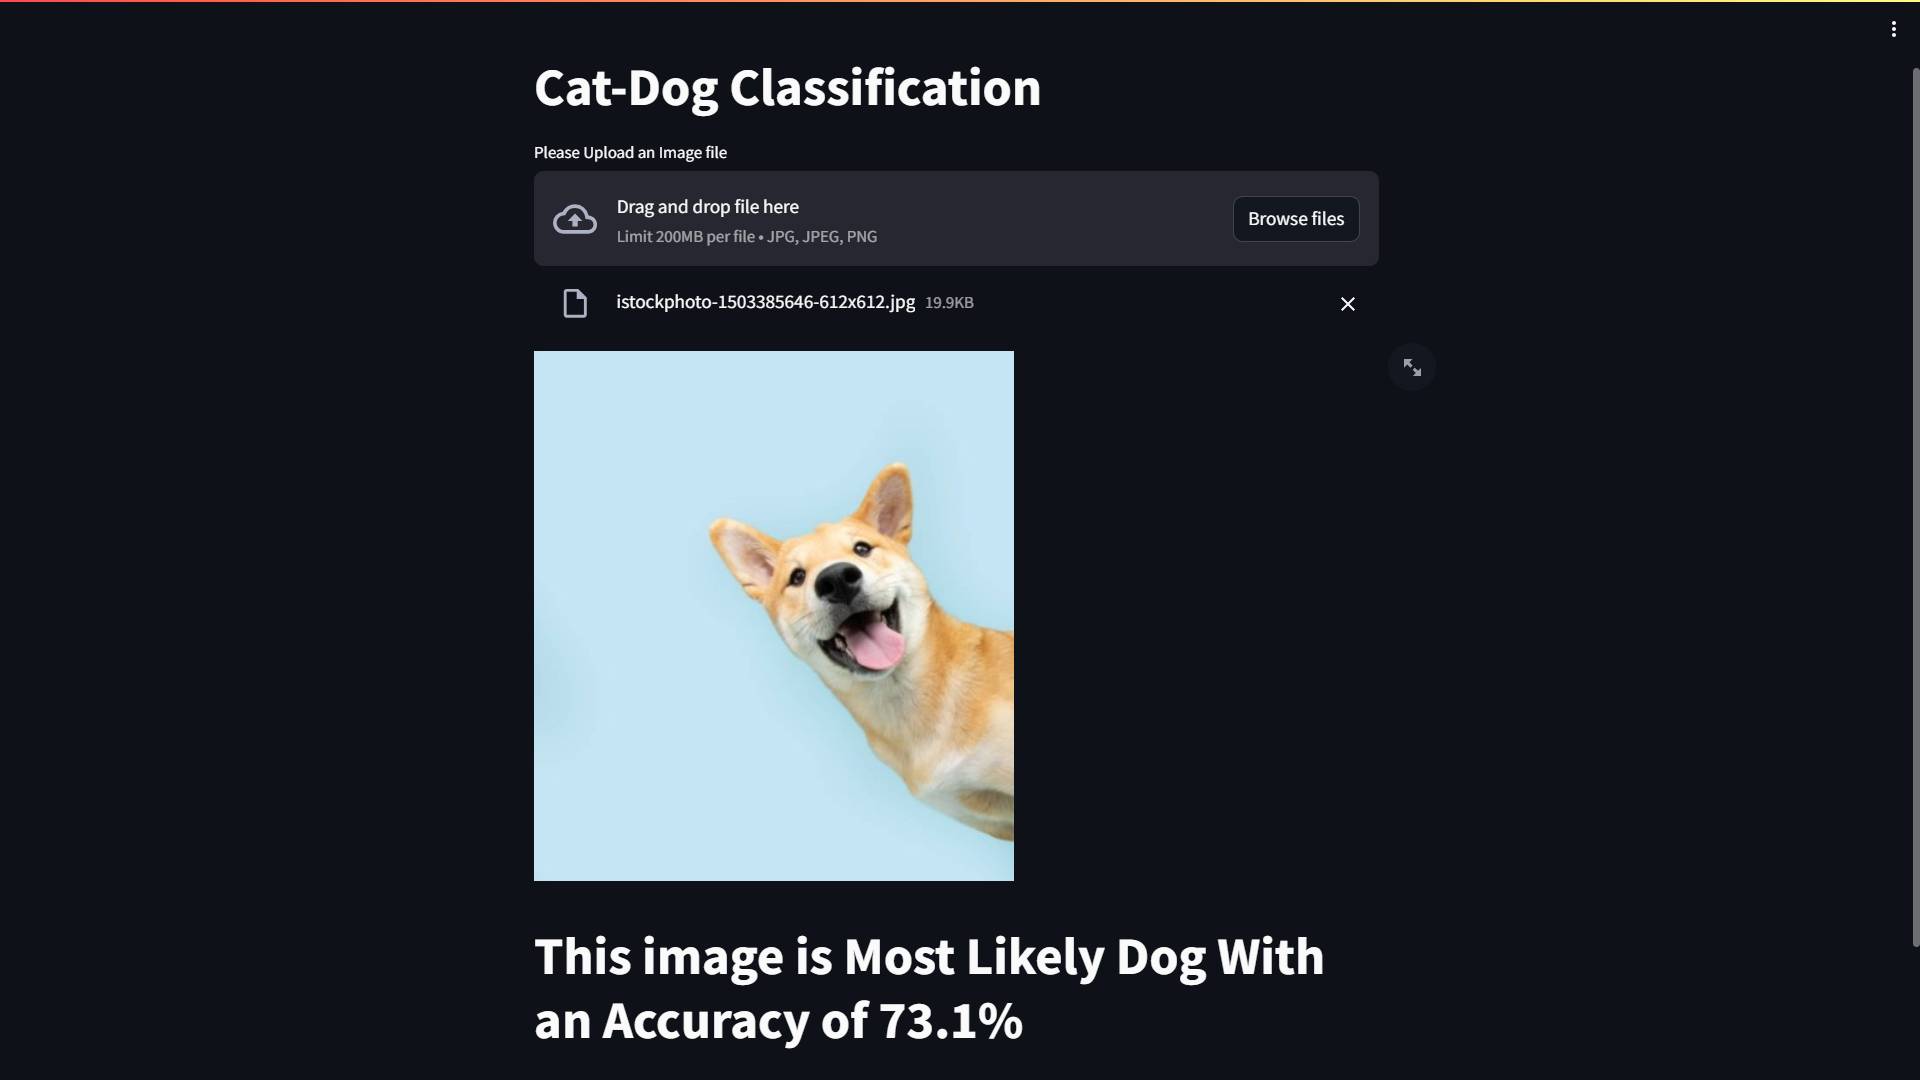 Cat-Dog Classification
Please Upload an Image file
Drag and drop file here
Limit 200MB per file • JPG, JPEG, PNG
Browse files
istockphoto-1503385646-612x612.jpg 19.9KB
This image is Most Likely Dog With
an Accuracy of 73.1%